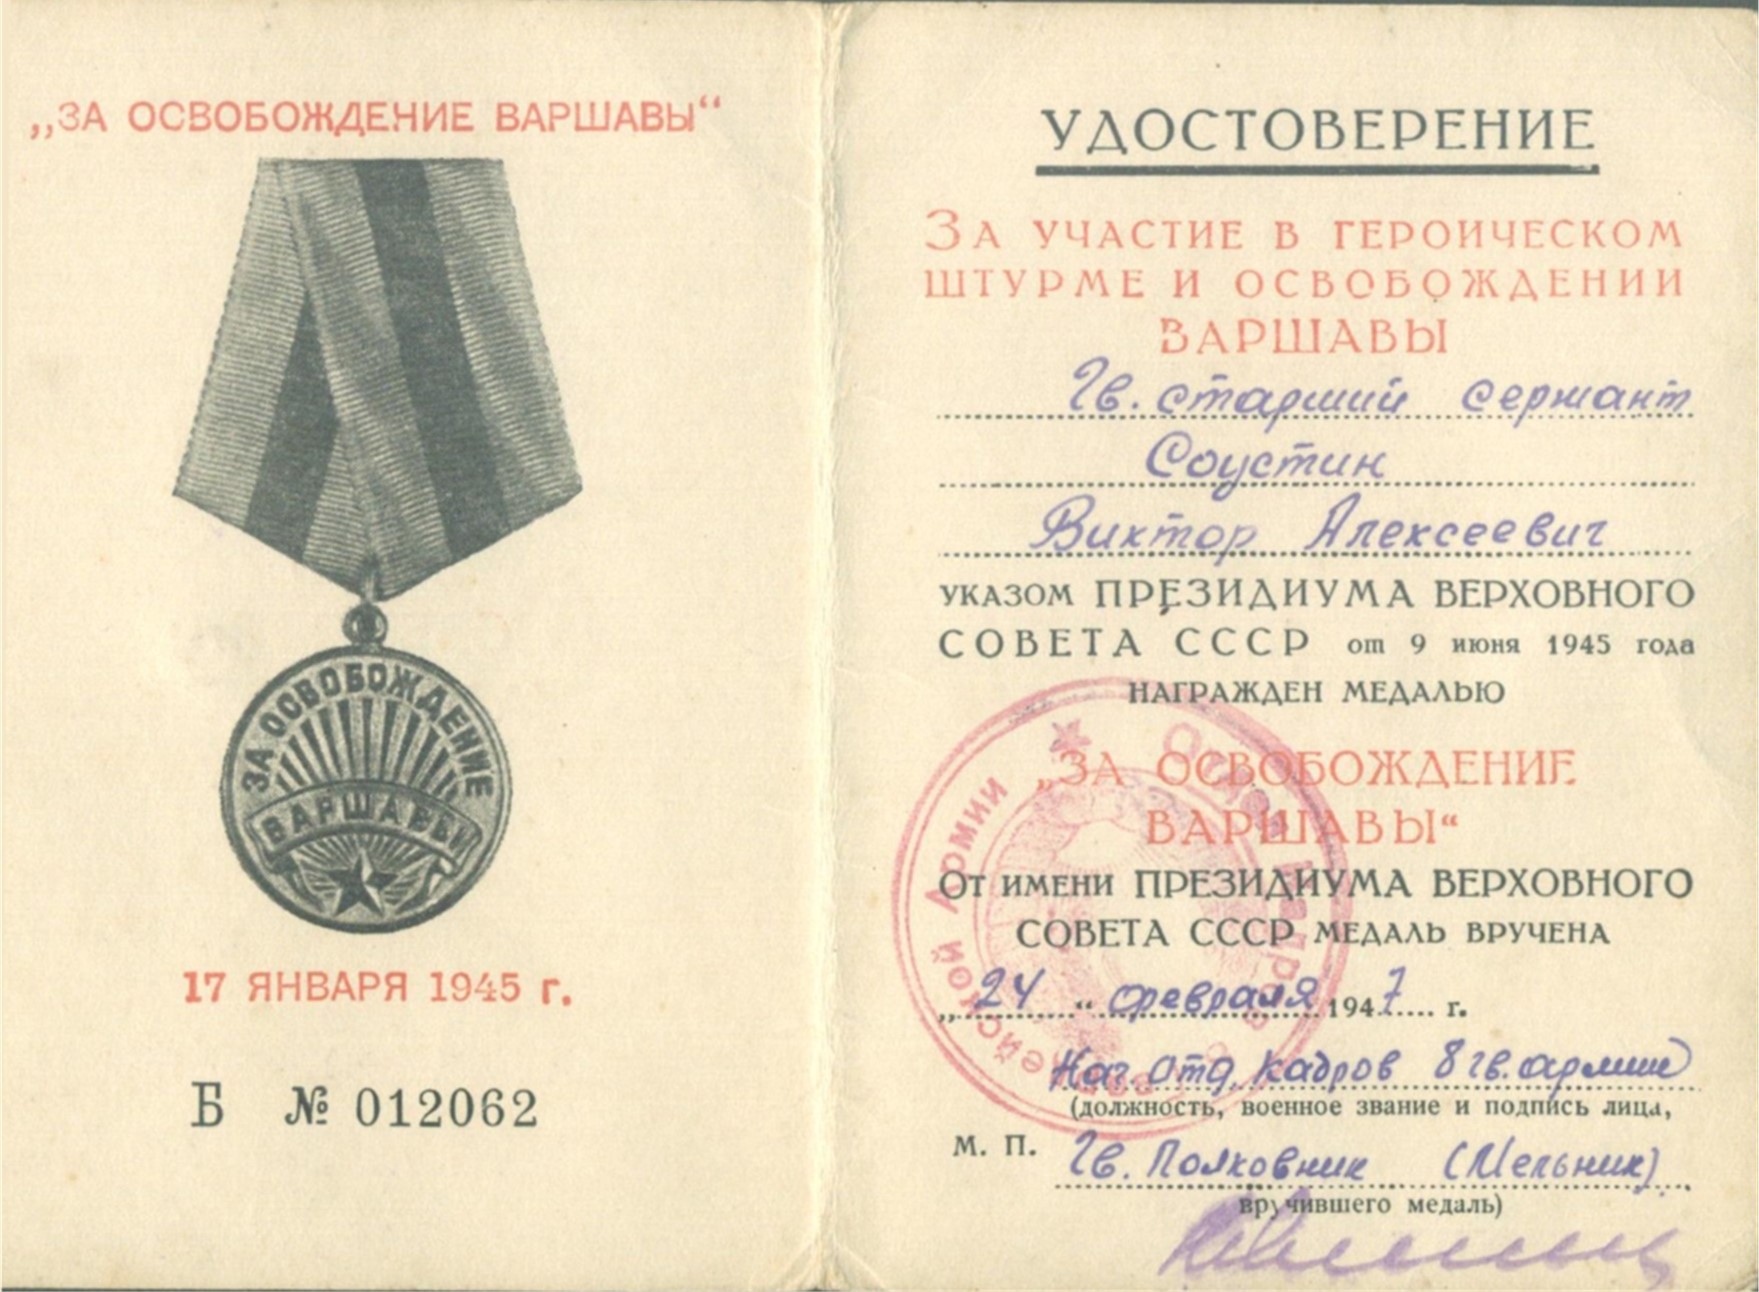 „ЗА ОСВОБОЖДЕНИЕ ВАРШАВЫ“
ЗА ОСВОБОЖДЕНИЕ
ВАРШАВЫ
17 ЯНВАРЯ 1945 г.
Б № 012062
УДОСТОВЕРЕНИЕ
ЗА УЧАСТИЕ В ГЕРОИЧЕСКОМ
ШТУРМЕ И ОСВОБОЖДЕНИИ
ВАРШАВЫ
Гв. старший сержант
Соустин
Виктор Алексеевич
УКАЗОМ ПРЕЗИДИУМА ВЕРХОВНОГО
СОВЕТА СССР от 9 июня 1945 года
НАГРАЖДЕН МЕДАЛЬЮ
„ЗА ОСВОБОЖДЕНИЕ
ВАРШАВЫ“
ОТ ИМЕНИ ПРЕЗИДИУМА ВЕРХОВНОГО
СОВЕТА СССР МЕДАЛЬ ВРУЧЕНА
„24“ февраля 1947 г.
Нач. отд. кадров 8 гв. армии
(должность, военное звание и подпись лица,
М. П. Гв. Полковник (Мельник)
вручившего медаль)
Отдел кадров Армии